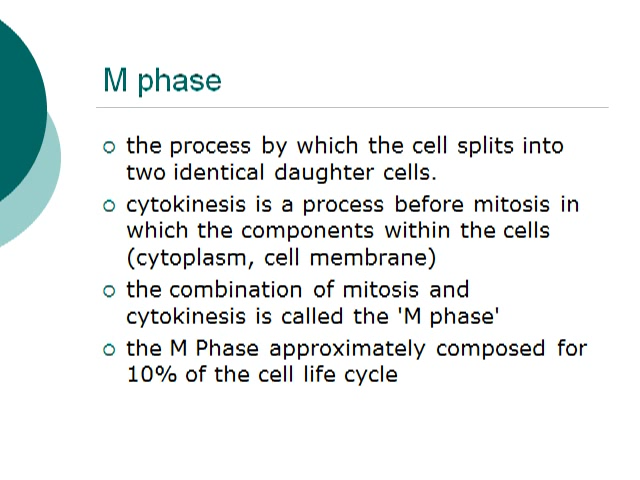 M phase
the process by which the cell splits into
two identical daughter cells.
cytokinesis is a process before mitosis in
which the components within the cells
(cytoplasm, cell membrane)
the combination of mitosis and
cytokinesis is called the 'M phase'
the M Phase approximately composed for
10% of the cell life cycle